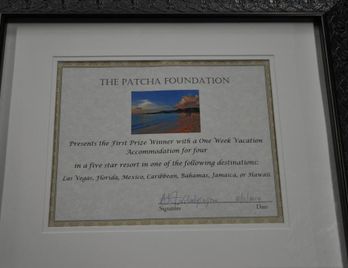 THE PATCHA FOUNDATION
Presents the First Prize Winner with a One Week Vacation
Accommodation for four
in a five star resort in one of the following destinations:
Las Vegas, Florida, Mexico, Caribbean, Bahamas, Jamaica, or Hawaii
Signature Date